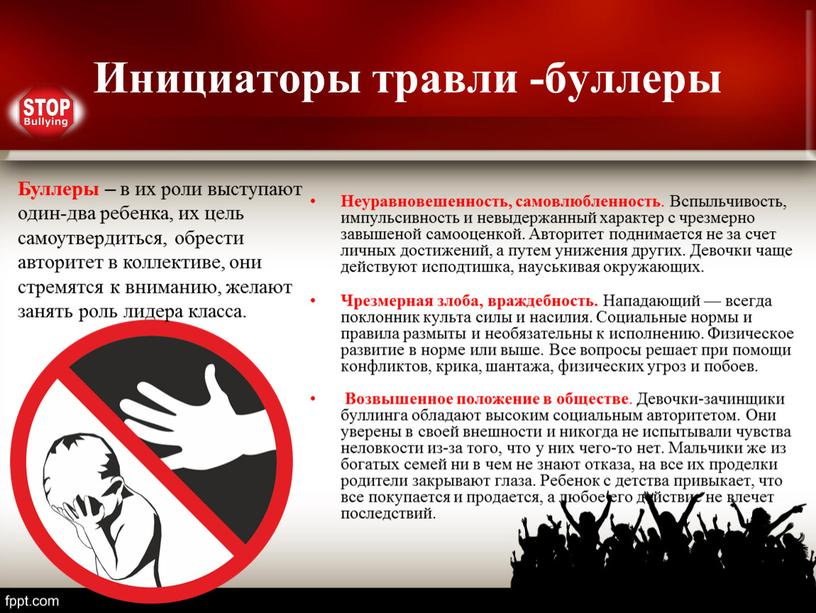 Инициаторы травли -буллеры
STOP
Bullying
Буллеры – в их роли выступают
один-два ребенка, их цель
самоутвердиться, обрести
авторитет в коллективе, они
стремятся к вниманию, желают
занять роль лидера класса.
• Неуравновешенность, самовлюбленность. Вспыльчивость,
импульсивность и невыдержанный характер с чрезмерно
завышеной самооценкой. Авторитет поднимается не за счет
личных достижений, а путем унижения других. Девочки чаще
действуют исподтишка, науськивая окружающих.
• Чрезмерная злоба, враждебность. Нападающий — всегда
поклонник культа силы и насилия. Социальные нормы и
правила размыты и необязательны к исполнению. Физическое
развитие в норме или выше. Все вопросы решает при помощи
конфликтов, крика, шантажа, физических угроз и побоев.
• Возвышенное положение в обществе. Девочки-зачинщики
буллинга обладают высоким социальным авторитетом. Они
уверены в своей внешности и никогда не испытывали чувства
неловкости из-за того, что у них чего-то нет. Мальчики же из
богатых семей ни в чем не знают отказа, на все их проделки
родители закрывают глаза. Ребенок с детства привыкает, что
все покупается и продается, а любое его действие не влечет
последствий.
fppt.com